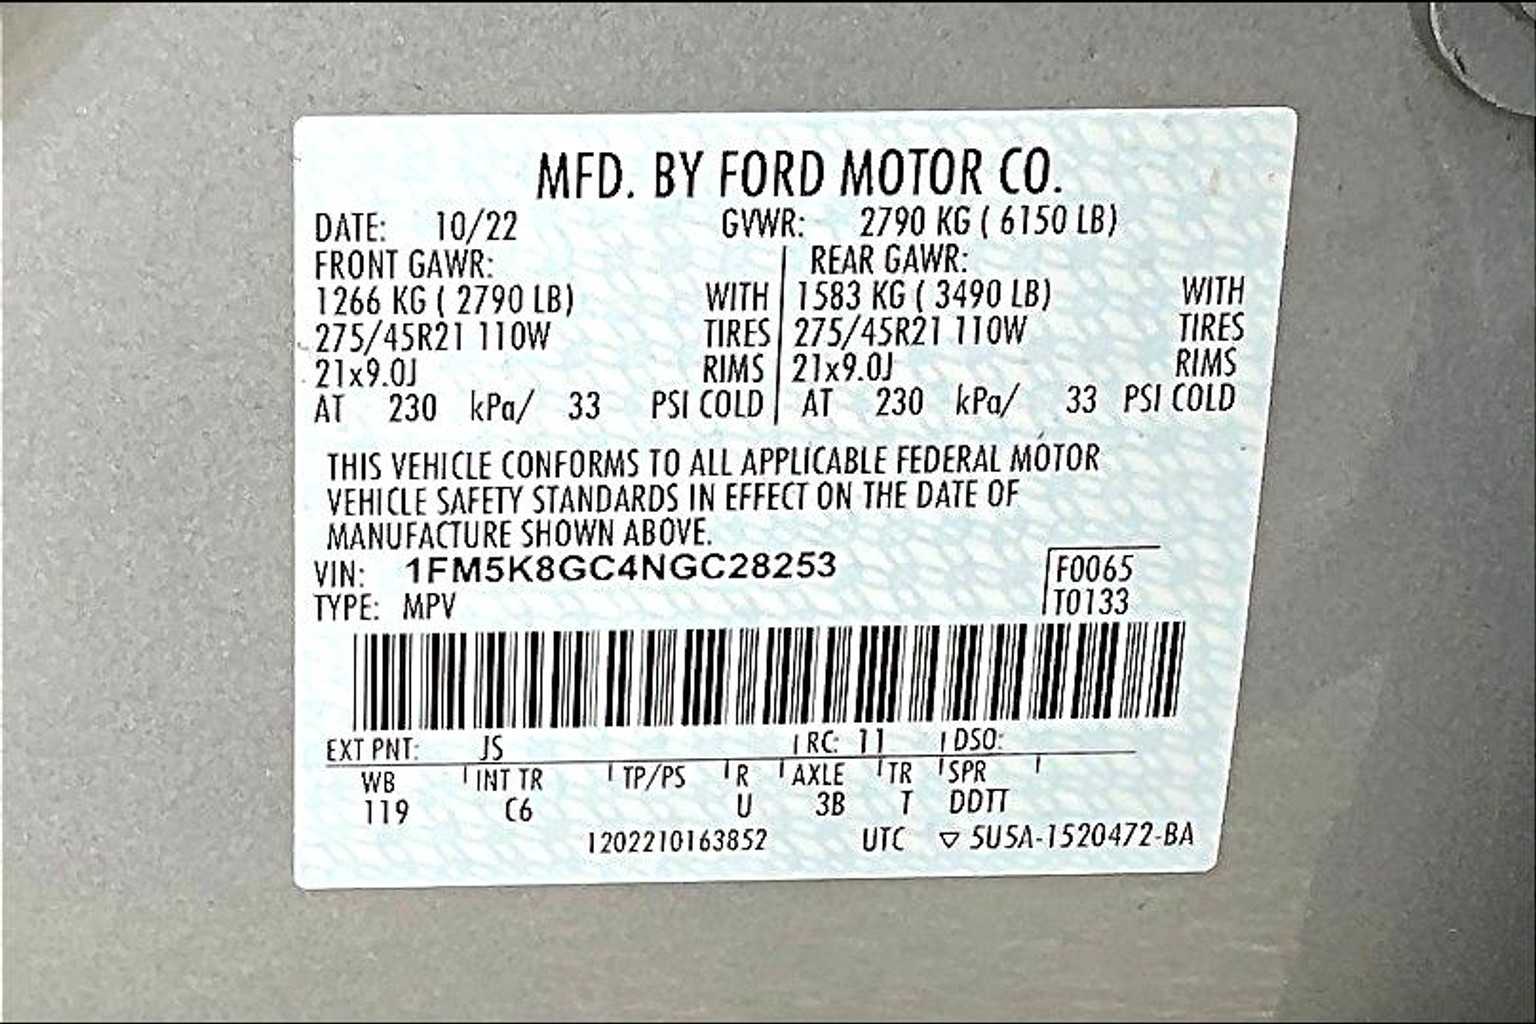 MFD. BY FORD MOTOR CO.
DATE: 10/22 GVWR: 2790 KG ( 6150 LB)
FRONT GAWR: REAR GAWR:
1266 KG ( 2790 LB) WITH 1583 KG ( 3490 LB) WITH
275/45R21 110W TIRES 275/45R21 110W TIRES
21x9.0J RIMS 21x9.0J RIMS
AT 230 kPa/ 33 PSI COLD AT 230 kPa/ 33 PSI COLD
THIS VEHICLE CONFORMS TO ALL APPLICABLE FEDERAL MOTOR
VEHICLE SAFETY STANDARDS IN EFFECT ON THE DATE OF
MANUFACTURE SHOWN ABOVE.
VIN: 1FM5K8GC4NGC28253 F0065
TYPE: MPV T0133
EXT PNT: JS RC: 11 DSO:
WB INT TR TP/PS R AXLE TR SPR
119 C6 U 3B T DDTT
1202210163852 UTC ▽ 5U5A-1520472-BA